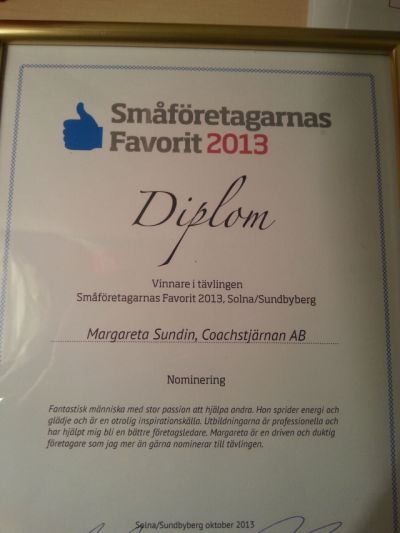 Småföretagarnas
Favorit 2013
Diplom
Vinnare i tävlingen
Småföretagarnas Favorit 2013, Solna/Sundbyberg
Margareta Sundin, Coachstjärnan AB
Nominering
Fantastisk människa med stor passion att hjälpa andra. Hon sprider energi och
glädje och är en otrolig inspirationskälla. Utbildningarna är professionella och
har hjälpt mig bli en bättre företagsledare. Margareta är en driven och duktig
företagare som jag mer än gärna nominerar till tävlingen.
Solna/Sundbyberg oktober 2013